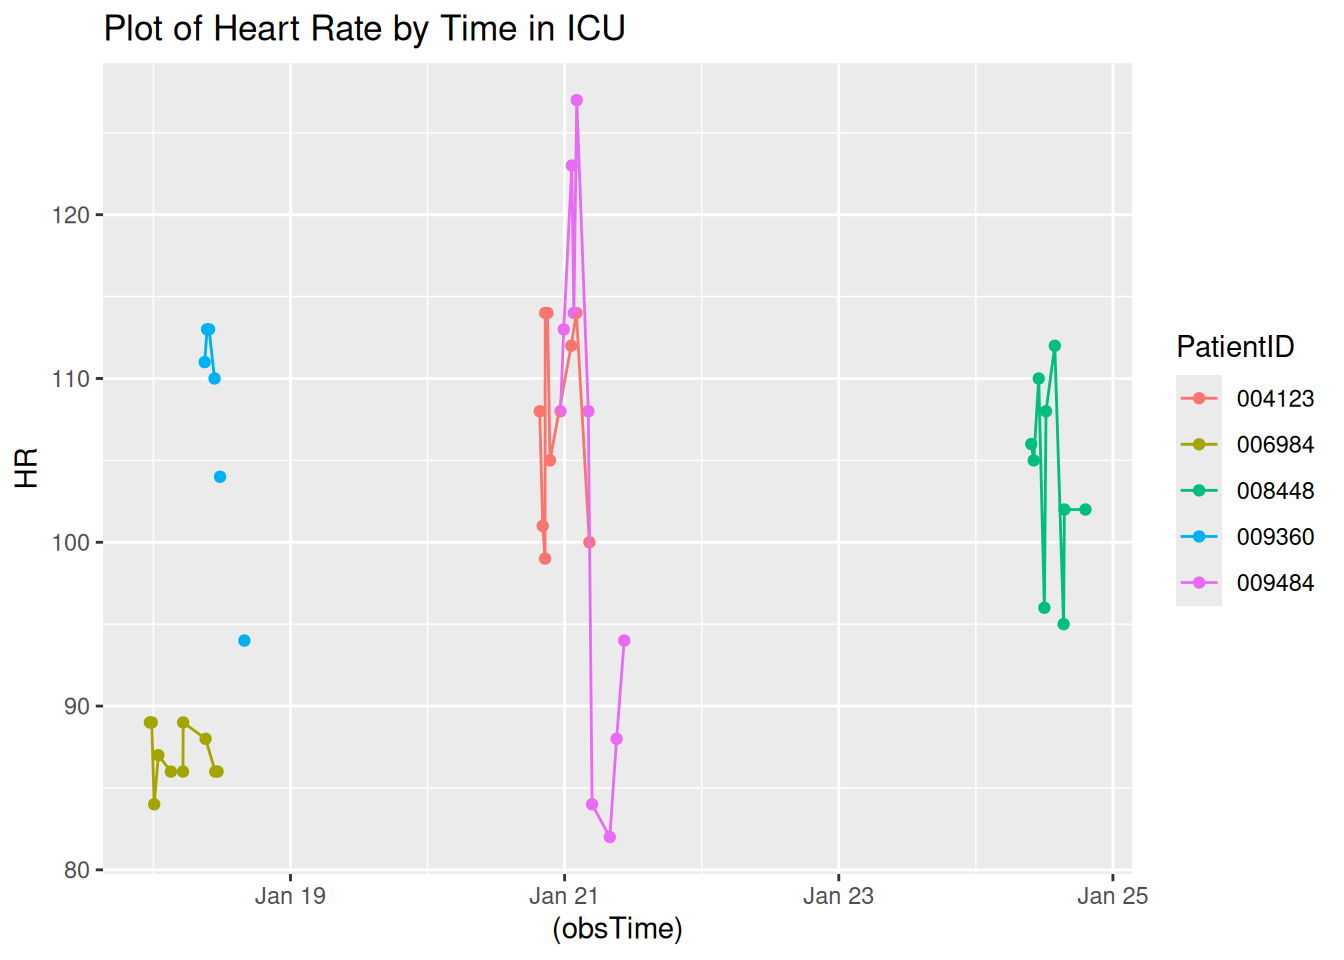 Plot of Heart Rate by Time in ICU
HR
120
110
100
90
80
Jan 19
Jan 21
Jan 23
Jan 25
(obsTime)
PatientID
004123
006984
008448
009360
009484